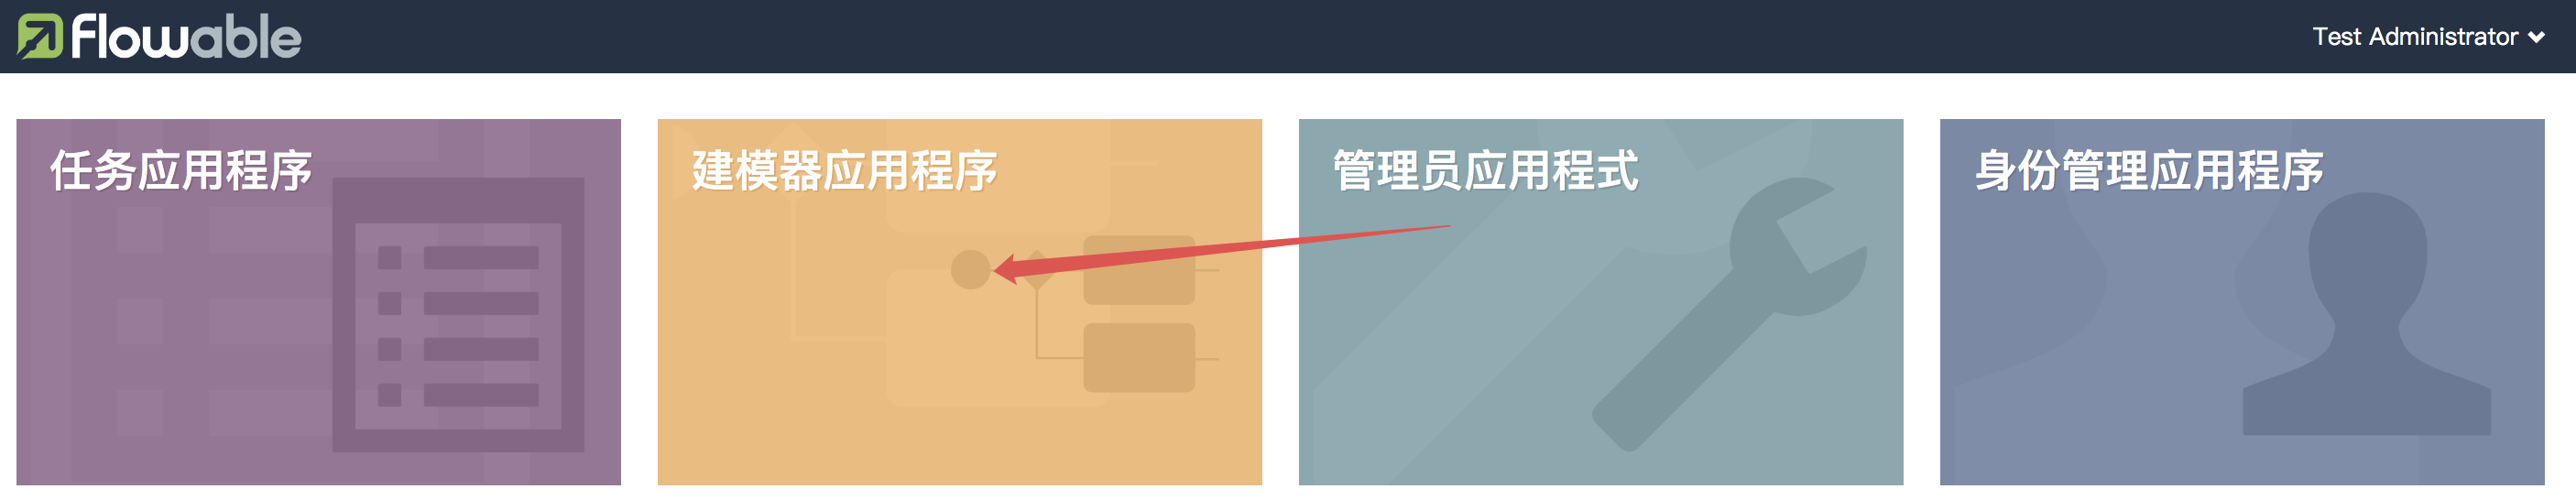 flowable
Test Administrator
任务应用程序
建模器应用程序
管理员应用程式
身份管理应用程序